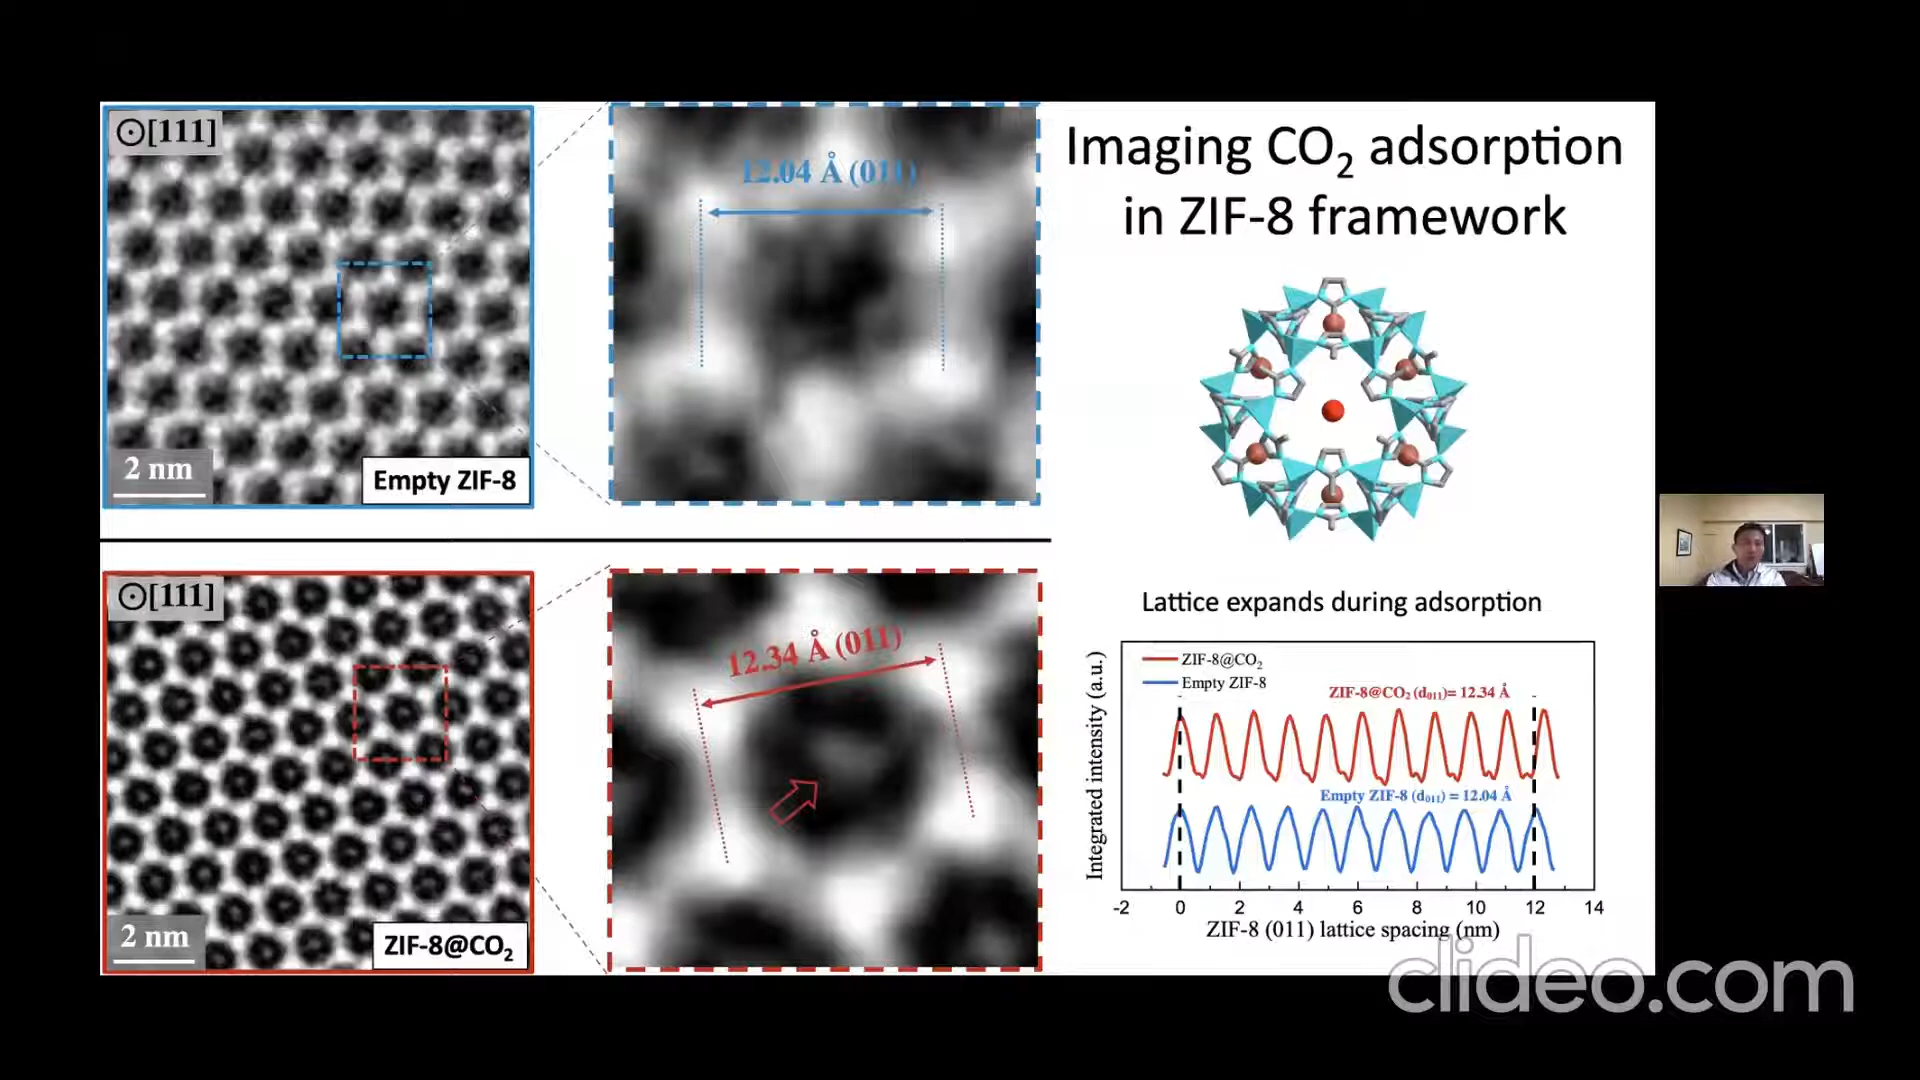 ⊙[111]
2 nm
Empty ZIF-8
12.04 Å (011)
⊙[111]
2 nm
ZIF-8@CO₂
12.34 Å (011)
Imaging CO₂ adsorption
in ZIF-8 framework
Lattice expands during adsorption
Integrated intensity (a.u.)
ZIF-8@CO₂
Empty ZIF-8
ZIF-8@CO₂ (d₀₁₁)= 12.34 Å
Empty ZIF-8 (d₀₁₁) = 12.04 Å
-2 0 2 4 6 8 10 12 14
ZIF-8 (011) lattice spacing (nm)
clideo.com